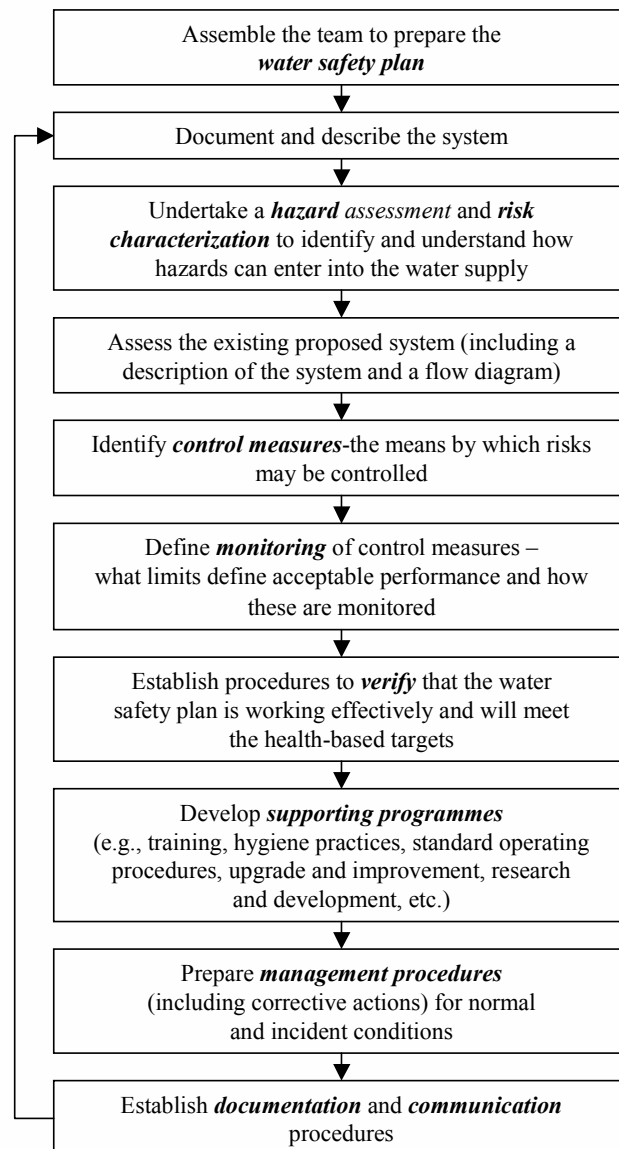 Assemble the team to prepare the
water safety plan
Document and describe the system
Undertake a hazard assessment and risk
characterization to identify and understand how
hazards can enter into the water supply
Assess the existing proposed system (including a
description of the system and a flow diagram)
Identify control measures-the means by which risks
may be controlled
Define monitoring of control measures –
what limits define acceptable performance and how
these are monitored
Establish procedures to verify that the water
safety plan is working effectively and will meet
the health-based targets
Develop supporting programmes
(e.g., training, hygiene practices, standard operating
procedures, upgrade and improvement, research
and development, etc.)
Prepare management procedures
(including corrective actions) for normal
and incident conditions
Establish documentation and communication
procedures